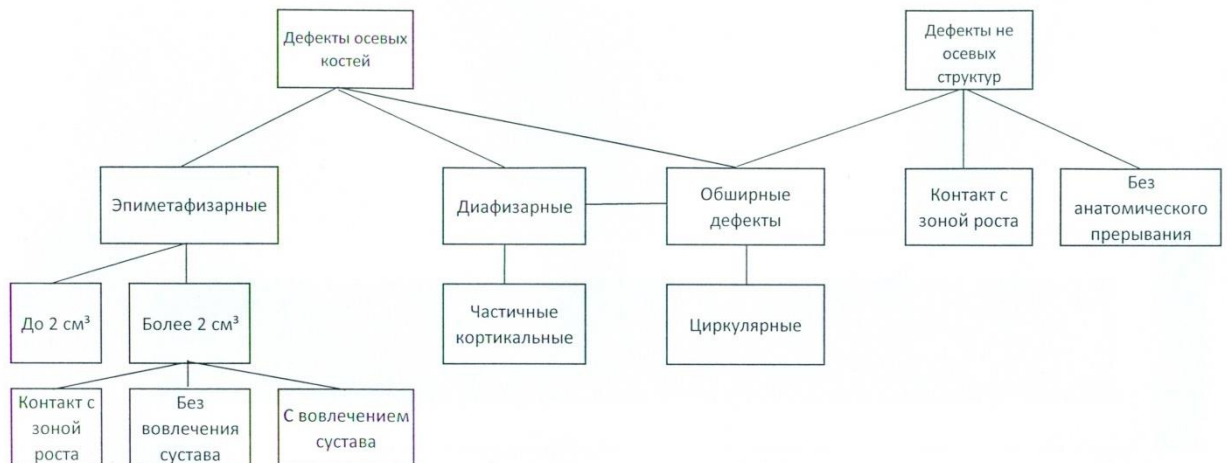 Дефекты осевых
костей
Дефекты не
осевых
структур
Эпиметафизарные
Диафизарные
Обширные
дефекты
Контакт с
зоной роста
Без
анатомического
прерывания
До 2 см³
Более 2 см³
Частичные
кортикальные
Циркулярные
Контакт с
зоной
роста
Без
вовлечения
сустава
С вовлечением
сустава